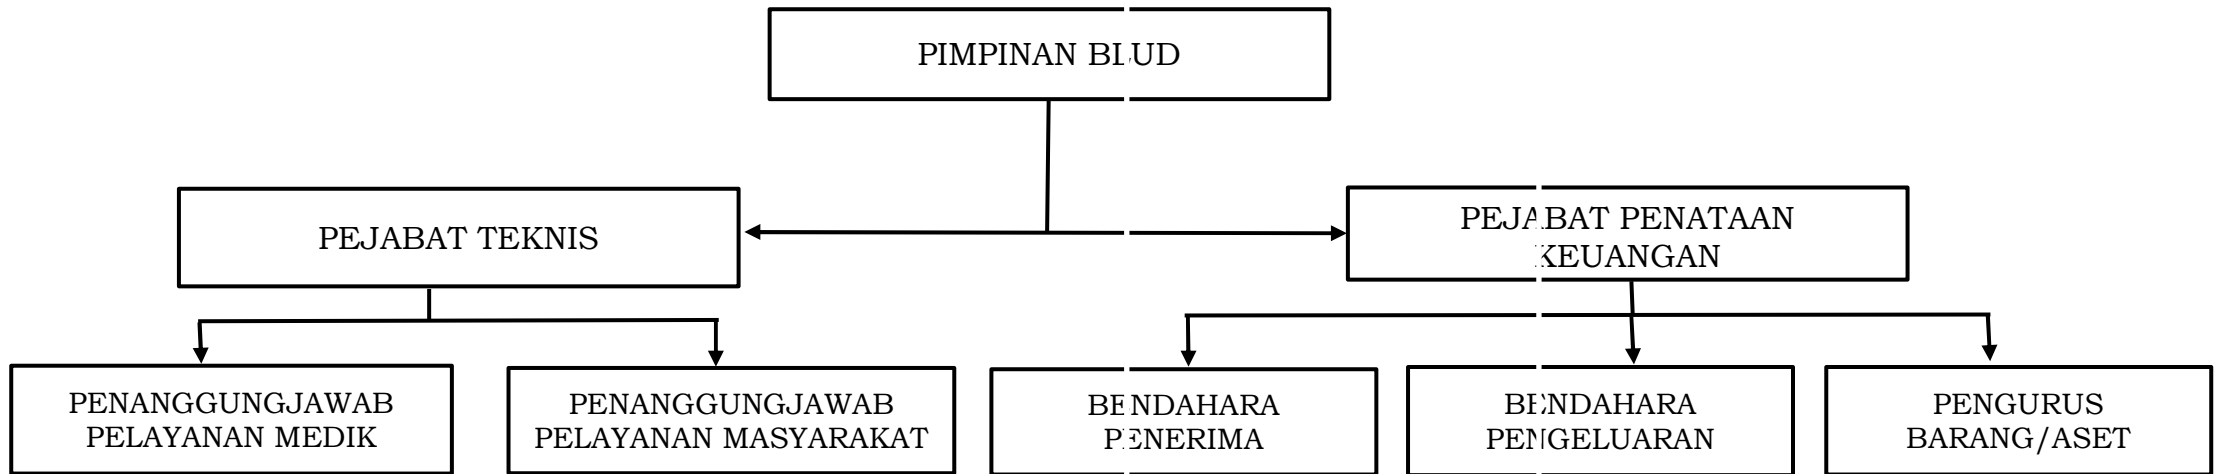 PIMPINAN BLUD
PEJABAT TEKNIS
PEJABAT PENATAAN
KEUANGAN
PENANGGUNGJAWAB
PELAYANAN MEDIK
PENANGGUNGJAWAB
PELAYANAN MASYARAKAT
BENDAHARA
PENERIMA
BENDAHARA
PENGELUARAN
PENGURUS
BARANG/ASET